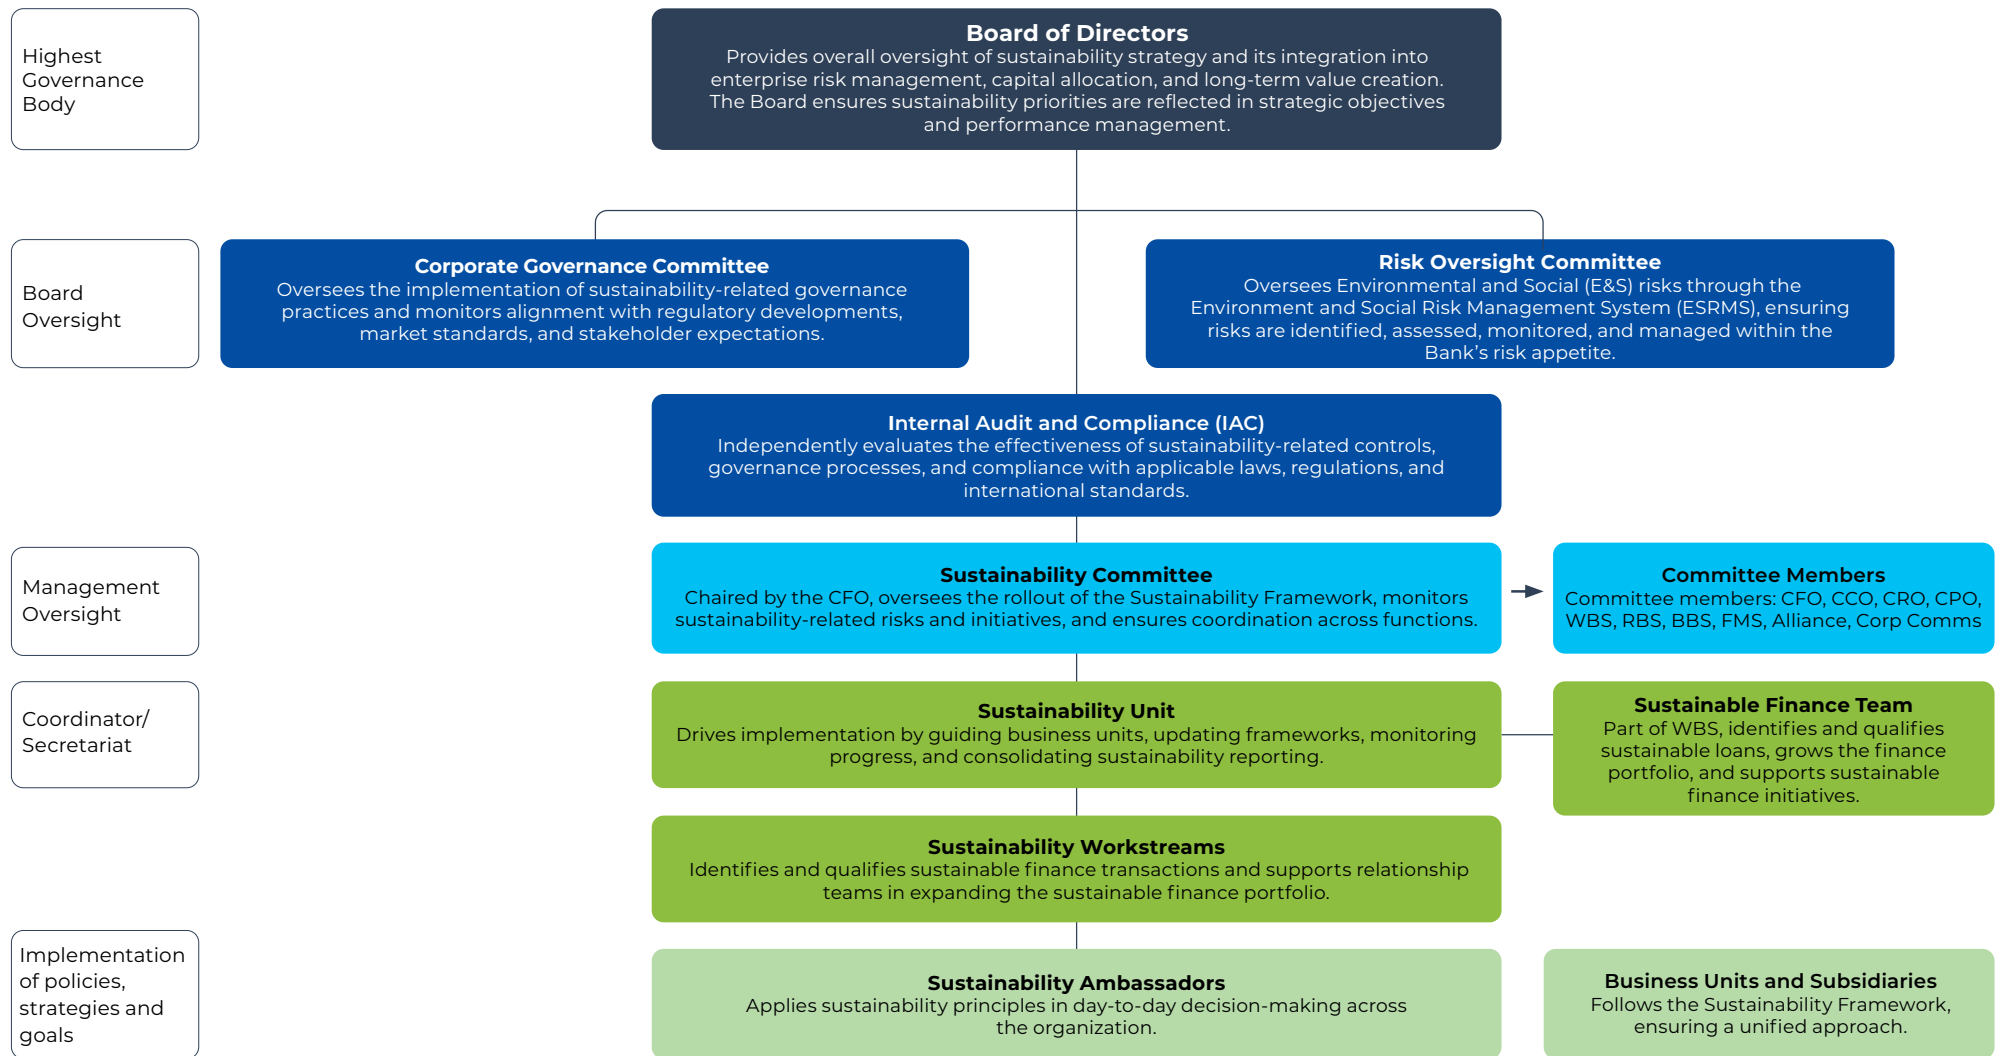 Highest
Governance
Body
Board of Directors
Provides overall oversight of sustainability strategy and its integration into
enterprise risk management, capital allocation, and long-term value creation.
The Board ensures sustainability priorities are reflected in strategic objectives
and performance management.
Board
Oversight
Corporate Governance Committee
Oversees the implementation of sustainability-related governance
practices and monitors alignment with regulatory developments,
market standards, and stakeholder expectations.
Risk Oversight Committee
Oversees Environmental and Social (E&S) risks through the
Environment and Social Risk Management System (ESRMS), ensuring
risks are identified, assessed, monitored, and managed within the
Bank’s risk appetite.
Internal Audit and Compliance (IAC)
Independently evaluates the effectiveness of sustainability-related controls,
governance processes, and compliance with applicable laws, regulations, and
international standards.
Management
Oversight
Sustainability Committee
Chaired by the CFO, oversees the rollout of the Sustainability Framework, monitors
sustainability-related risks and initiatives, and ensures coordination across functions.
Committee Members
Committee members: CFO, CCO, CRO, CPO,
WBS, RBS, BBS, FMS, Alliance, Corp Comms
Coordinator/
Secretariat
Sustainability Unit
Drives implementation by guiding business units, updating frameworks, monitoring
progress, and consolidating sustainability reporting.
Sustainable Finance Team
Part of WBS, identifies and qualifies
sustainable loans, grows the finance
portfolio, and supports sustainable
finance initiatives.
Sustainability Workstreams
Identifies and qualifies sustainable finance transactions and supports relationship
teams in expanding the sustainable finance portfolio.
Implementation
of policies,
strategies and
goals
Sustainability Ambassadors
Applies sustainability principles in day-to-day decision-making across
the organization.
Business Units and Subsidiaries
Follows the Sustainability Framework,
ensuring a unified approach.